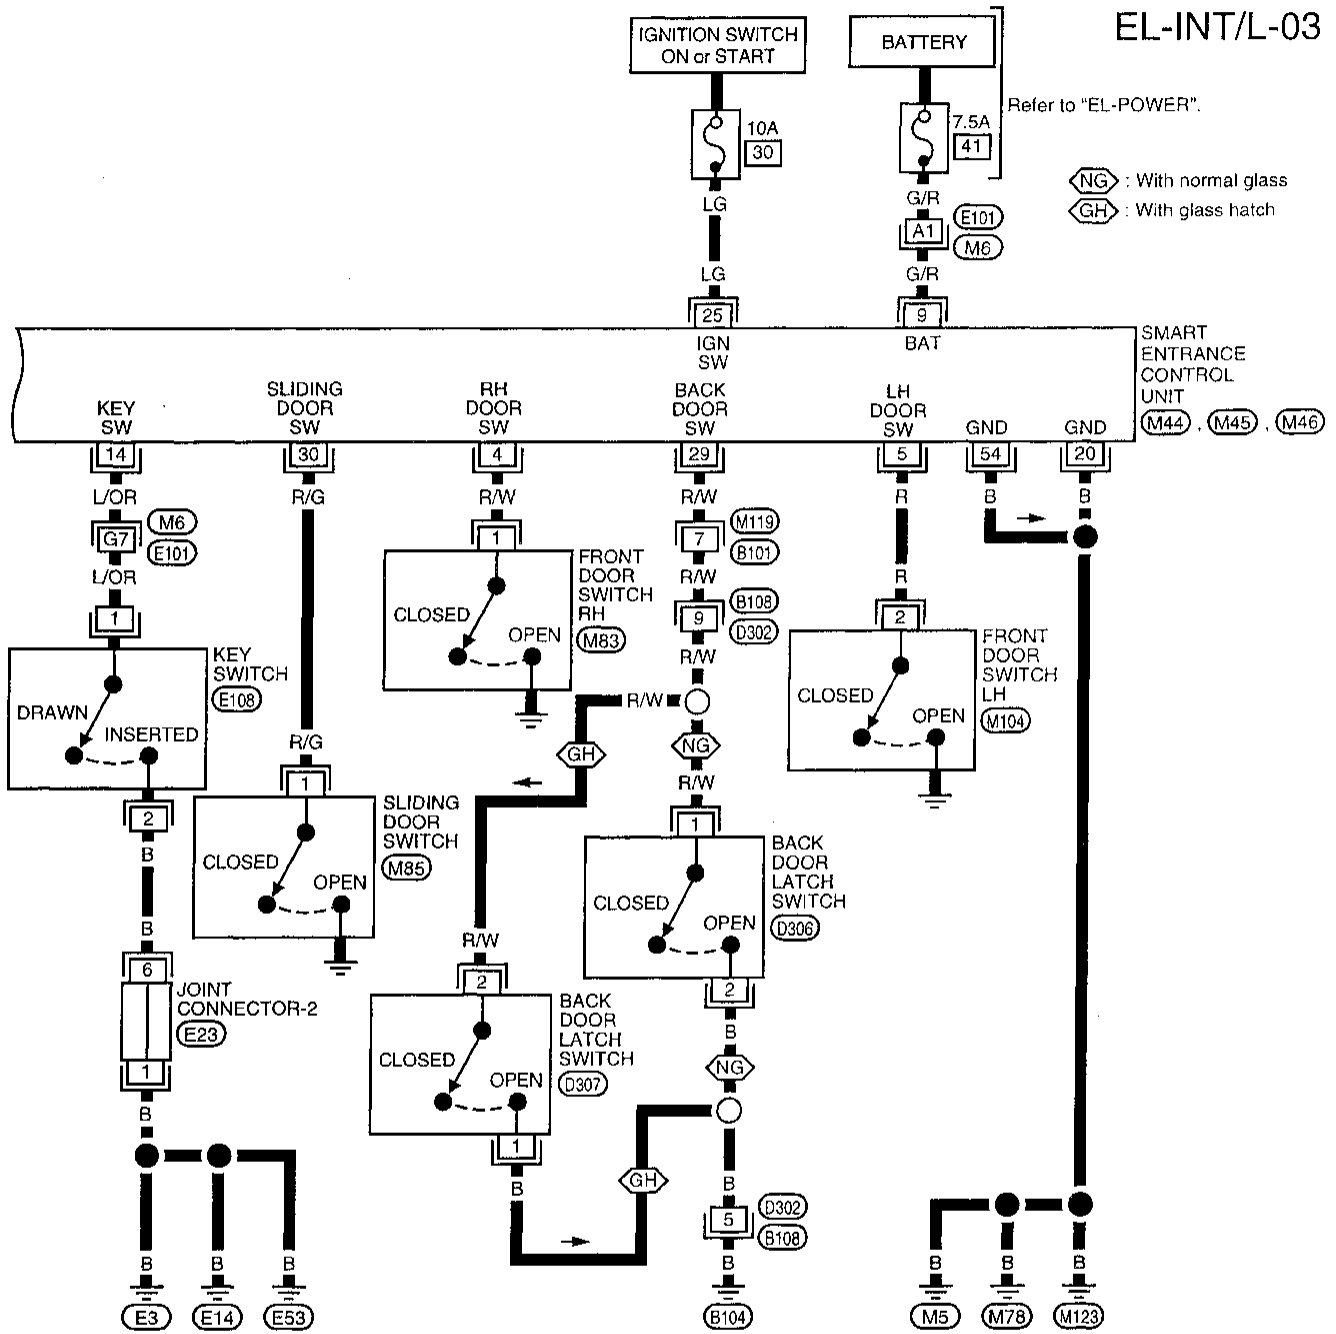 EL-INT/L-03
IGNITION SWITCH
ON or START
BATTERY
Refer to "EL-POWER".
10A
30
7.5A
41
NG : With normal glass
GH : With glass hatch
LG
G/R
A1
E101
M6
LG
G/R
25
9
IGN
SW
BAT
SMART
ENTRANCE
CONTROL
UNIT
M44 , M45 , M46
KEY
SW
SLIDING
DOOR
SW
RH
DOOR
SW
BACK
DOOR
SW
LH
DOOR
SW
GND
GND
14
30
4
29
5
54
20
L/OR
R/G
R/W
R/W
R
B
B
G7
M6
E101
1
7
M119
B101
L/OR
R/W
R
1
9
B108
D302
2
CLOSED
OPEN
FRONT
DOOR
SWITCH
RH
M83
R/W
KEY
SWITCH
E108
DRAWN
INSERTED
R/W
CLOSED
OPEN
FRONT
DOOR
SWITCH
LH
M104
R/G
GH
NG
R/W
1
2
1
B
SLIDING
DOOR
SWITCH
M85
CLOSED
OPEN
BACK
DOOR
LATCH
SWITCH
D306
CLOSED
OPEN
B
R/W
6
2
2
JOINT
CONNECTOR-2
E23
BACK
DOOR
LATCH
SWITCH
D307
CLOSED
OPEN
B
NG
1
B
1
B
GH
B
5
D302
B108
B
B
B
B
B
B
B
E3
E14
E53
B104
M5
M78
M123